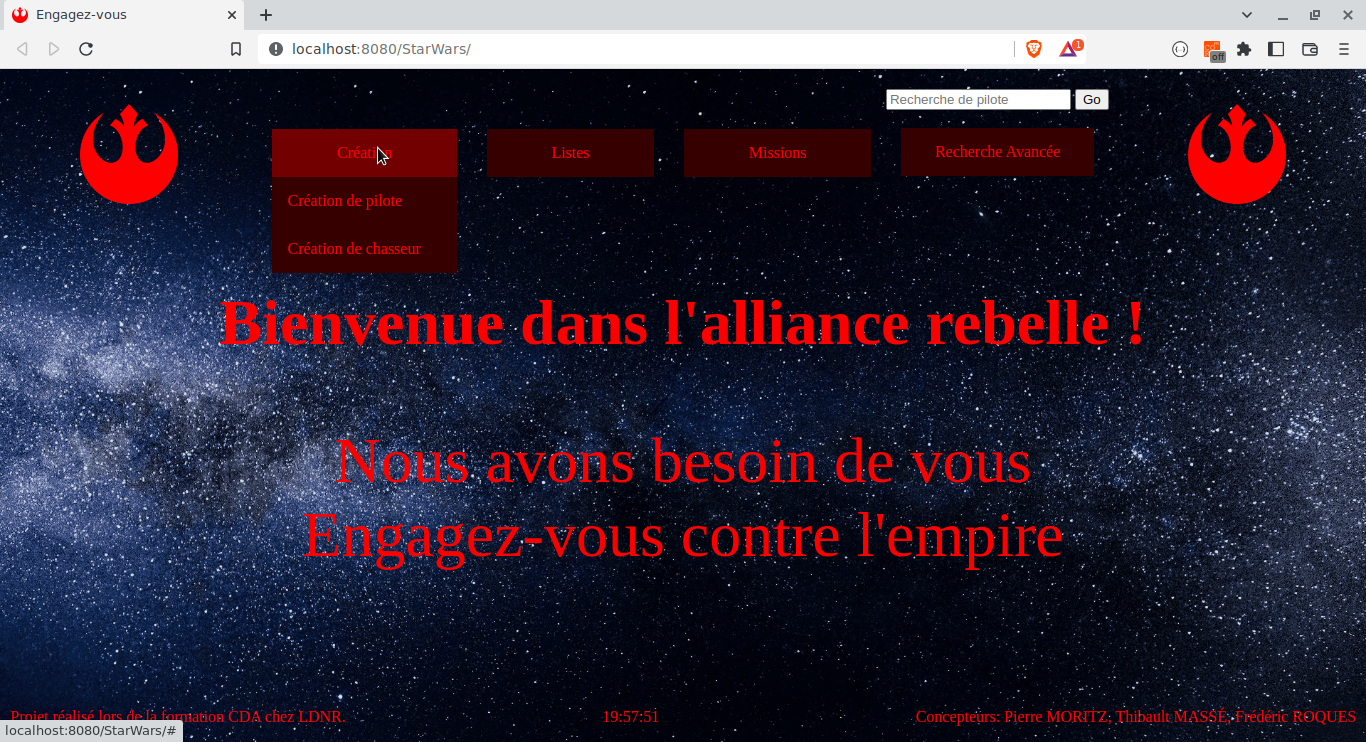 Engagez-vous
localhost:8080/StarWars/
1
off
Recherche de pilote Go
Création Listes Missions Recherche Avancée
Création de pilote
Création de chasseur
Bienvenue dans l'alliance rebelle !
Nous avons besoin de vous
Engagez-vous contre l'empire
Projet réalisé lors de la formation CDA chez LDNR. 19:57:51 Concepteurs: Pierre MORITZ, Thibault MASSÉ, Frédéric ROQUES
localhost:8080/StarWars/#